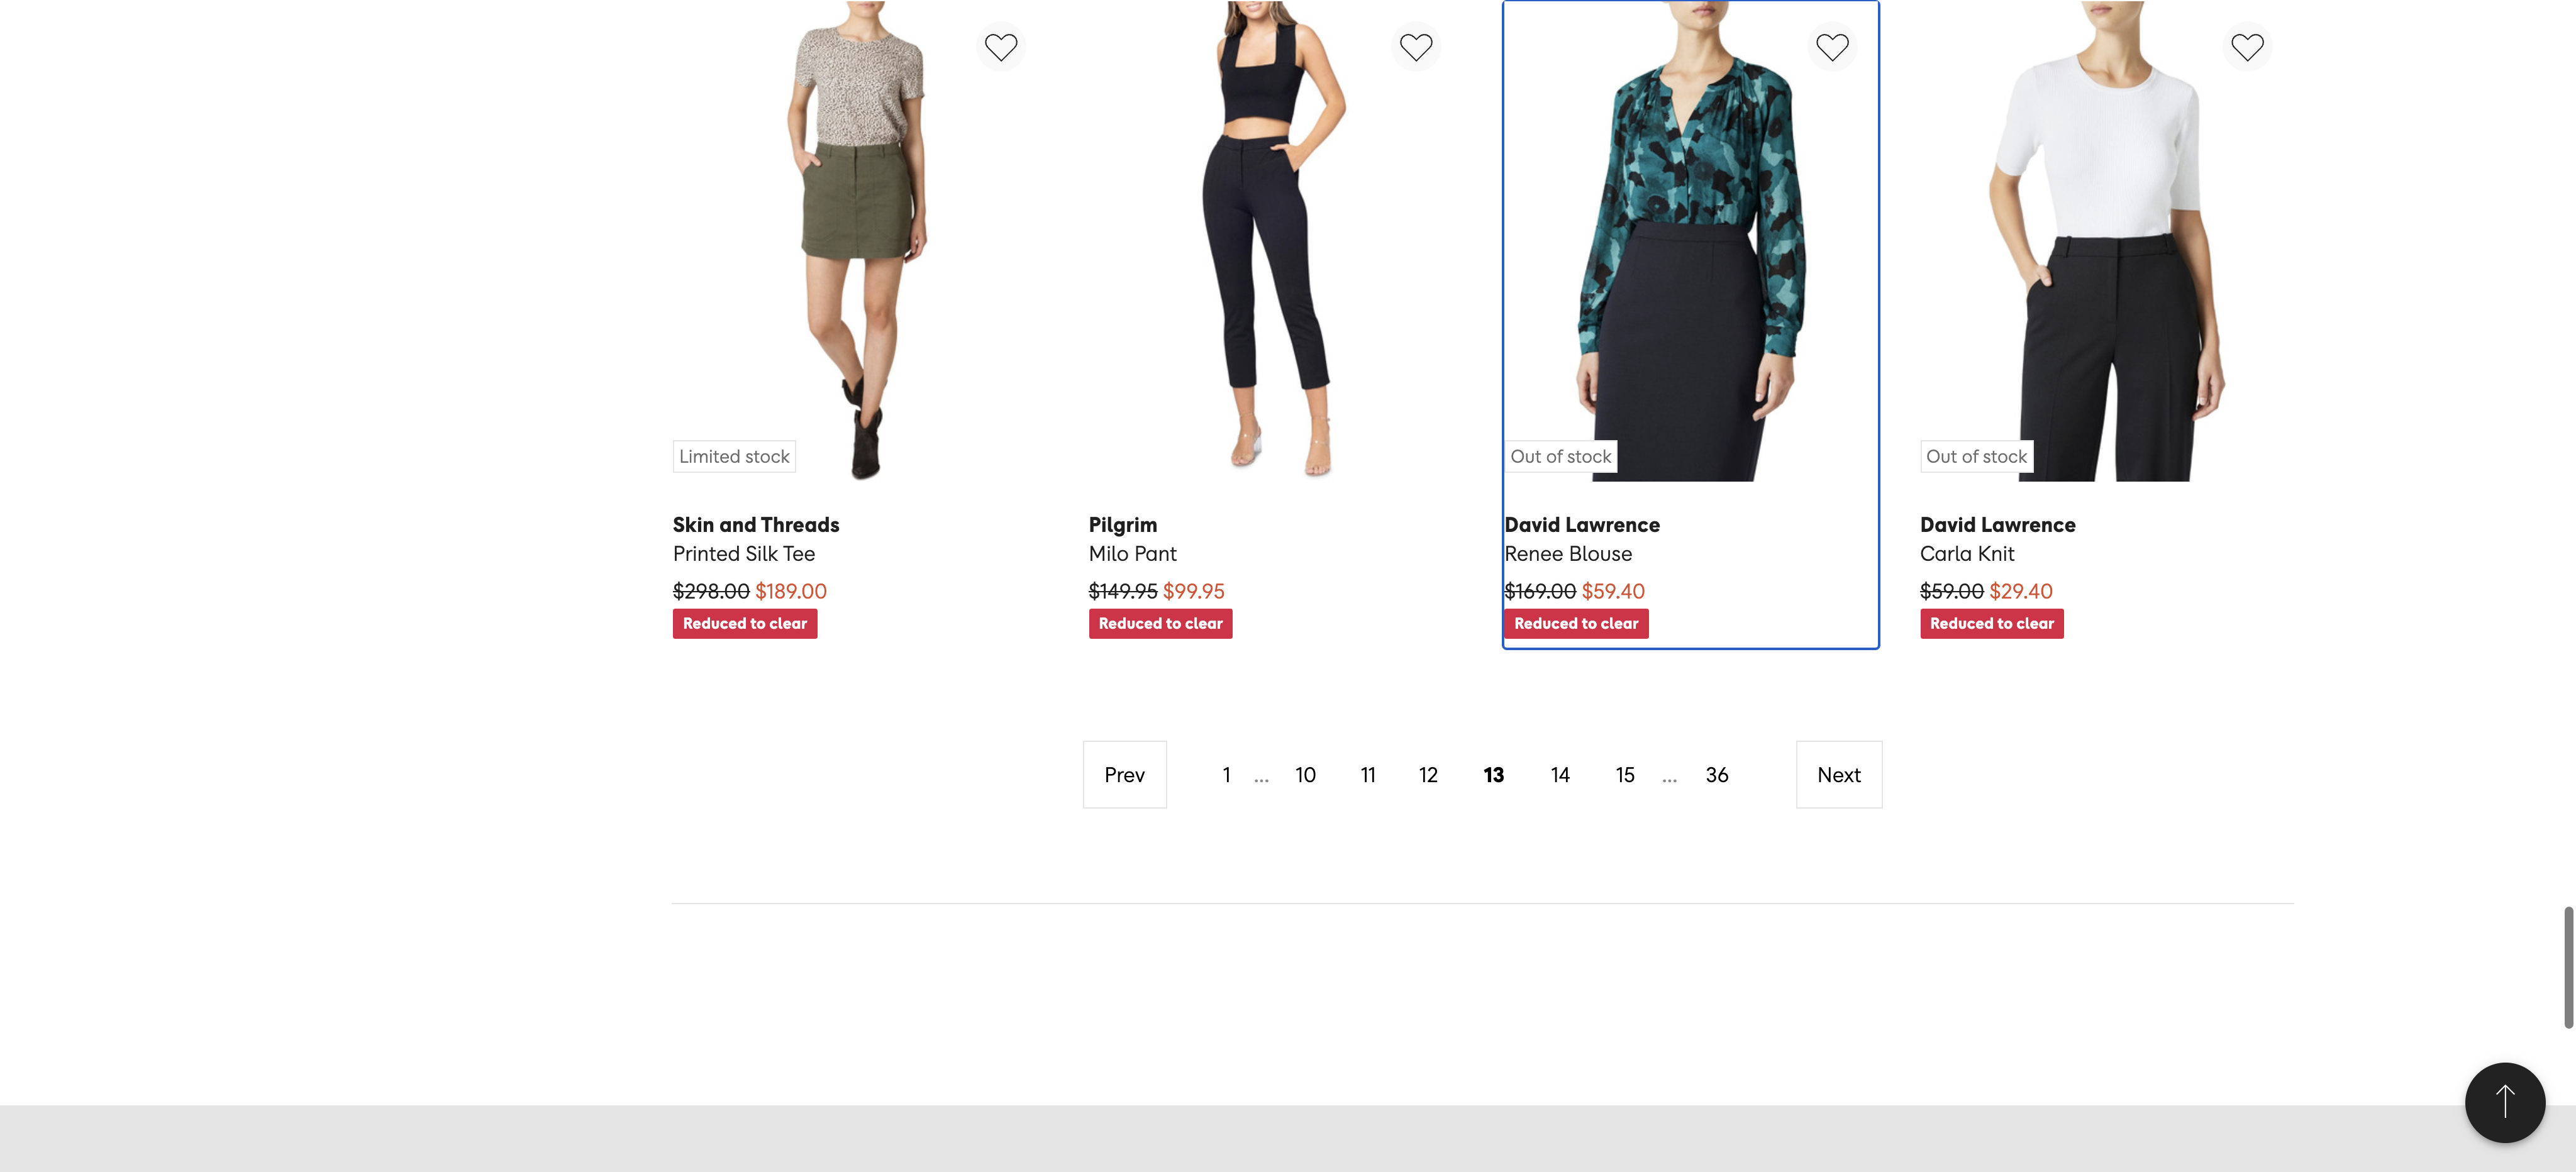 Limited stock
Out of stock
Out of stock
Skin and Threads
Printed Silk Tee
$298.00 $189.00
Reduced to clear
Pilgrim
Milo Pant
$149.95 $99.95
Reduced to clear
David Lawrence
Renee Blouse
$169.00 $59.40
Reduced to clear
David Lawrence
Carla Knit
$59.00 $29.40
Reduced to clear
Prev 1 ... 10 11 12 13 14 15 ... 36 Next